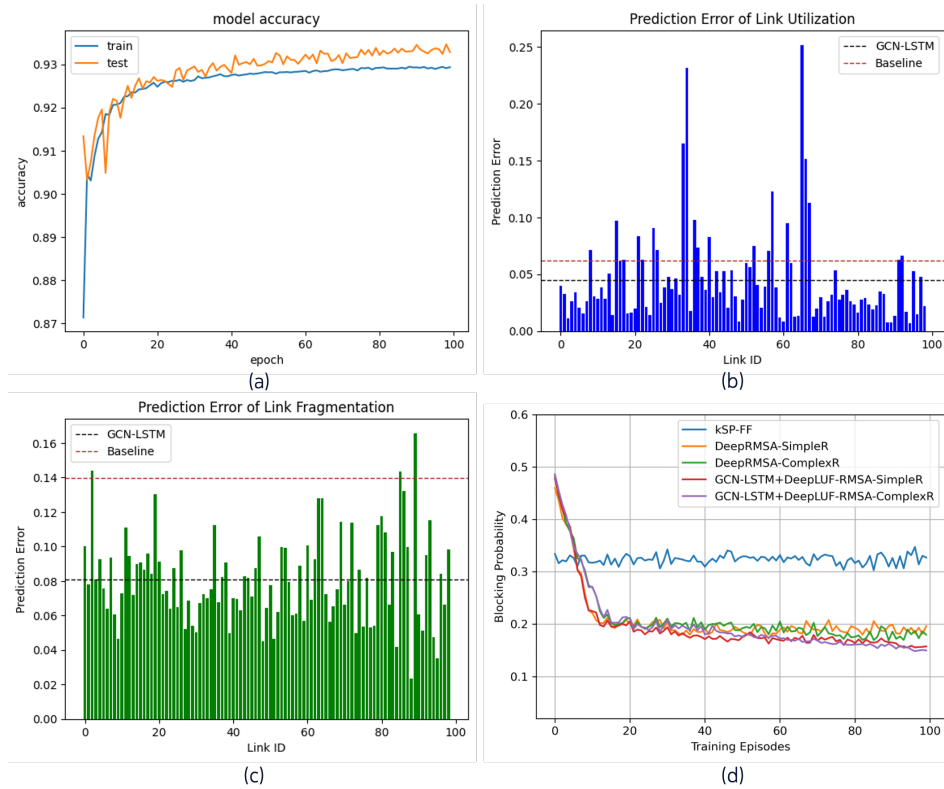 model accuracy
train
test
0.93
0.92
0.91
0.90
0.89
0.88
0.87
accuracy
0 20 40 60 80 100
epoch
(a)
Prediction Error of Link Utilization
GCN-LSTM
Baseline
0.25
0.20
0.15
0.10
0.05
0.00
Prediction Error
0 20 40 60 80 100
Link ID
(b)
Prediction Error of Link Fragmentation
GCN-LSTM
Baseline
0.16
0.14
0.12
0.10
0.08
0.06
0.04
0.02
0.00
Prediction Error
0 20 40 60 80 100
Link ID
(c)
kSP-FF
DeepRMSA-SimpleR
DeepRMSA-ComplexR
GCN-LSTM+DeepLUF-RMSA-SimpleR
GCN-LSTM+DeepLUF-RMSA-ComplexR
0.6
0.5
0.4
0.3
0.2
0.1
Blocking Probability
0 20 40 60 80 100
Training Episodes
(d)